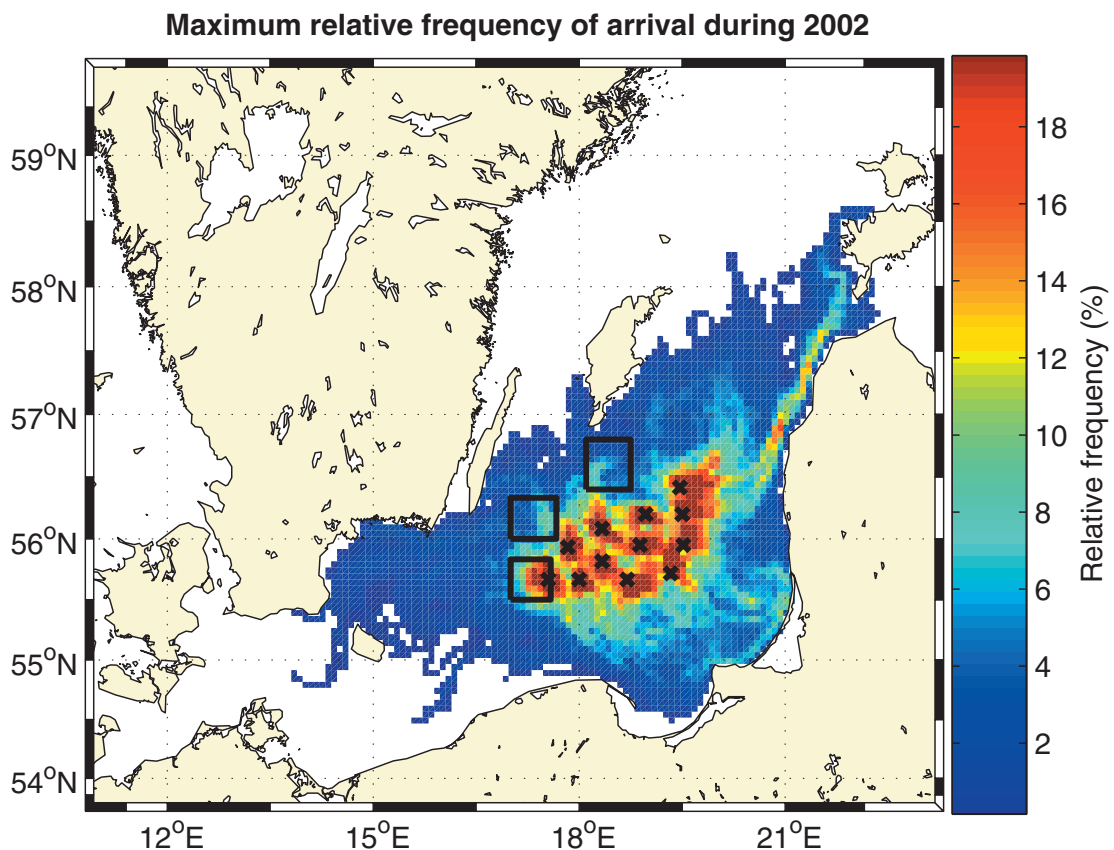 Maximum relative frequency of arrival during 2002
59°N
58°N
57°N
56°N
55°N
54°N
12°E
15°E
18°E
21°E
18
16
14
12
10
8
6
4
2
Relative frequency (%)